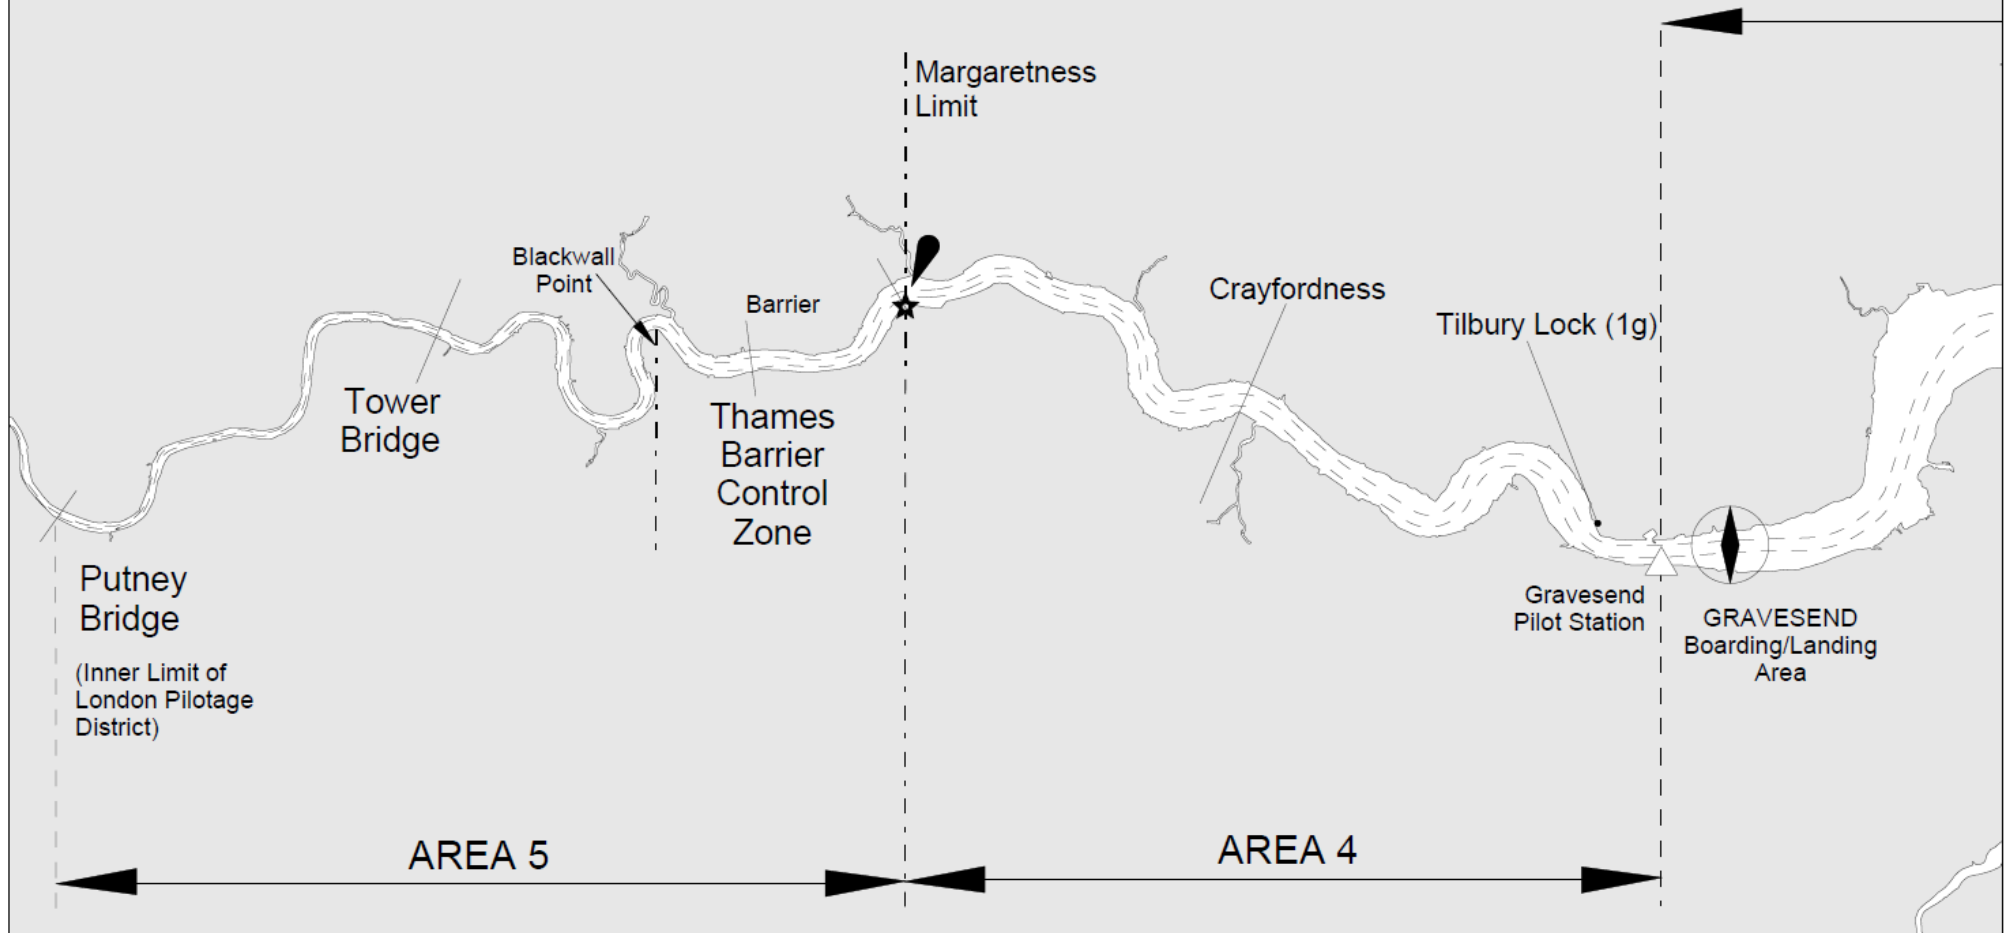 Margaretness
Limit
Blackwall
Point
Barrier
Crayfordness
Tilbury Lock (1g)
Tower
Bridge
Thames
Barrier
Control
Zone
Putney
Bridge
(Inner Limit of
London Pilotage
District)
Gravesend
Pilot Station
GRAVESEND
Boarding/Landing
Area
AREA 5
AREA 4